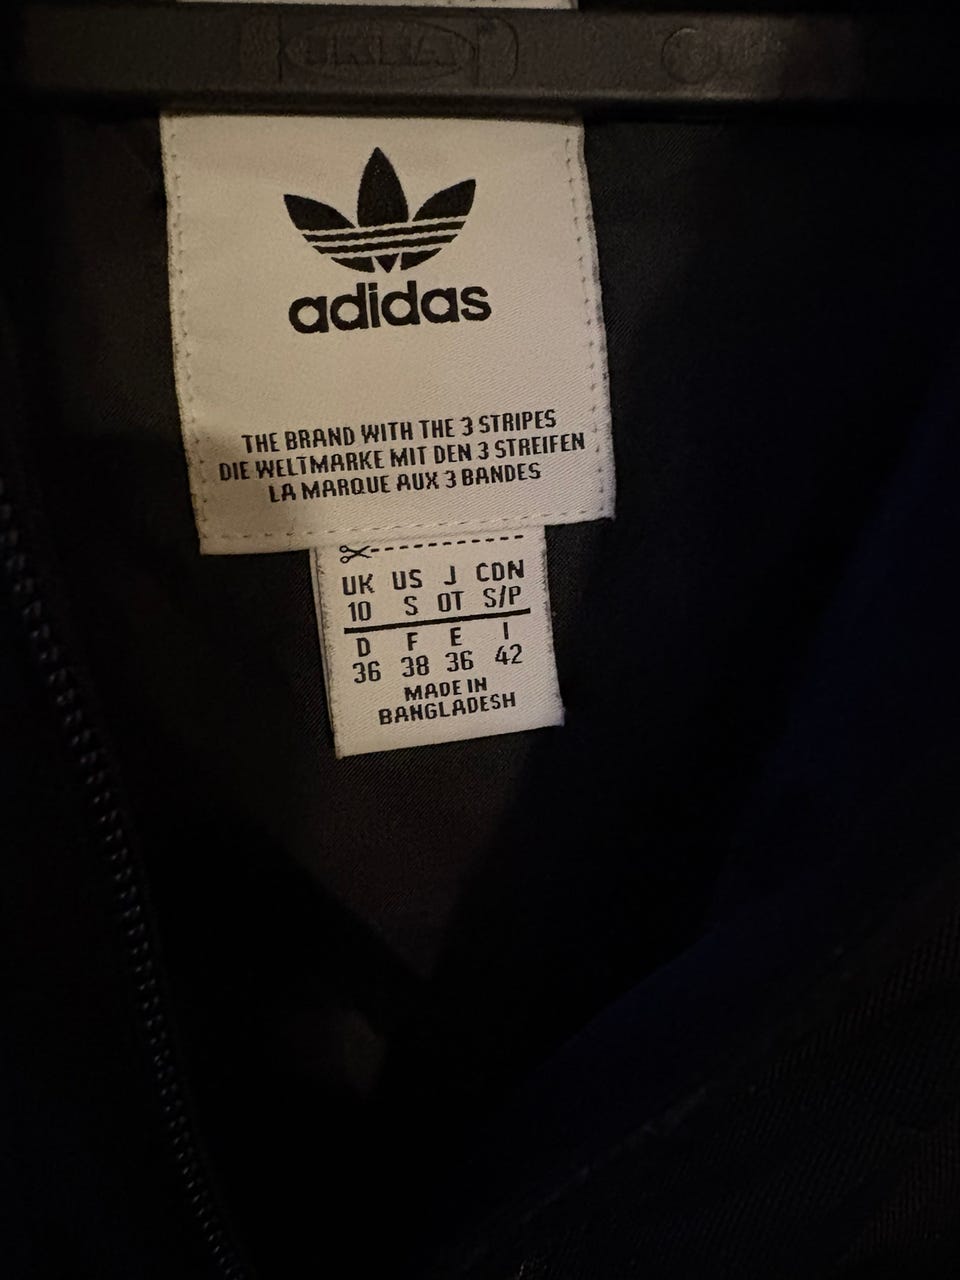 adidas
THE BRAND WITH THE 3 STRIPES
DIE WELTMARKE MIT DEN 3 STREIFEN
LA MARQUE AUX 3 BANDES
UK US J CDN
10 S OT S/P
D F E I
36 38 36 42
MADE IN
BANGLADESH